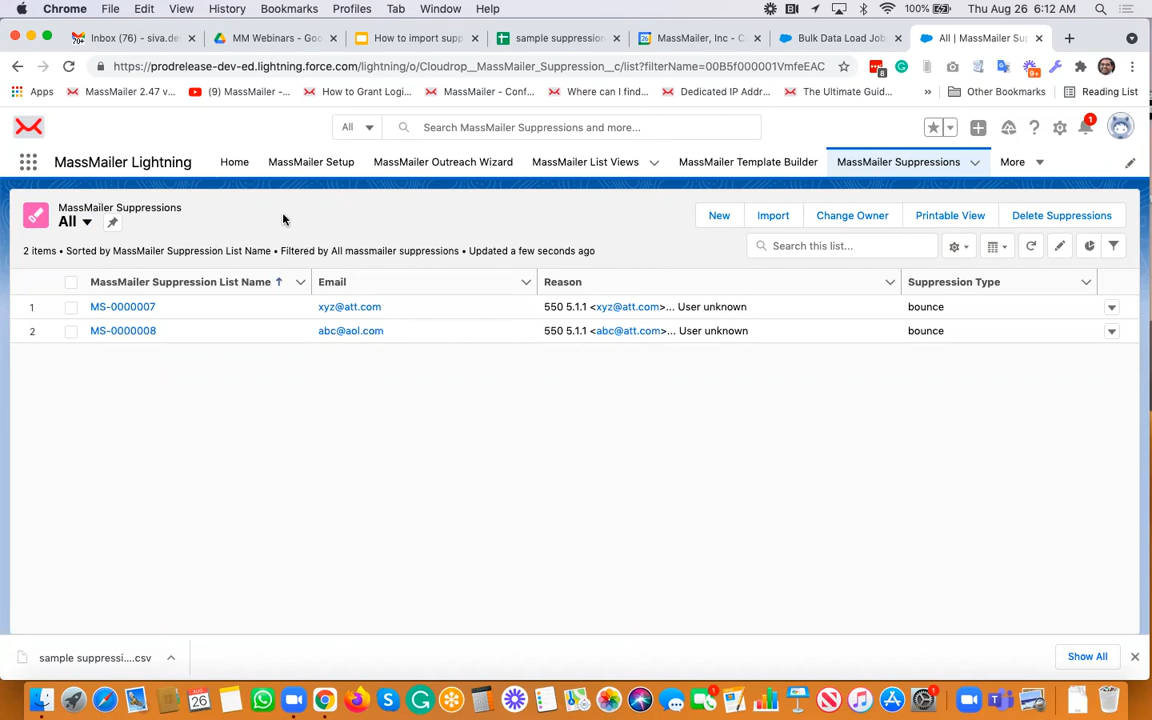 Chrome File Edit View History Bookmarks Profiles Tab Window Help 100% Thu Aug 26 6:12 AM
Inbox (76) – siva.de MM Webinars – Goo How to import supp sample suppression MassMailer, Inc - C Bulk Data Load Job All | MassMailer Su
https://prodrelease-dev-ed.lightning.force.com/lightning/o/Cloudrop__MassMailer_Suppression__c/list?filterName=00B5f000001VmfeEAC 8 9+
Apps MassMailer 2.47 v... (9) MassMailer -... How to Grant Logi... MassMailer - Conf... Where can I find... Dedicated IP Addr... The Ultimate Guid... » Other Bookmarks Reading List
All Search MassMailer Suppressions and more... 1
MassMailer Lightning Home MassMailer Setup MassMailer Outreach Wizard MassMailer List Views MassMailer Template Builder MassMailer Suppressions More
MassMailer Suppressions
All
New Import Change Owner Printable View Delete Suppressions
2 items • Sorted by MassMailer Suppression List Name • Filtered by All massmailer suppressions • Updated a few seconds ago
Search this list...
MassMailer Suppression List Name ↑ Email Reason Suppression Type
1 MS-0000007 xyz@att.com 550 5.1.1 <xyz@att.com>... User unknown bounce
2 MS-0000008 abc@aol.com 550 5.1.1 <abc@att.com>... User unknown bounce
sample suppressi....csv Show All
AUG 26 1 1